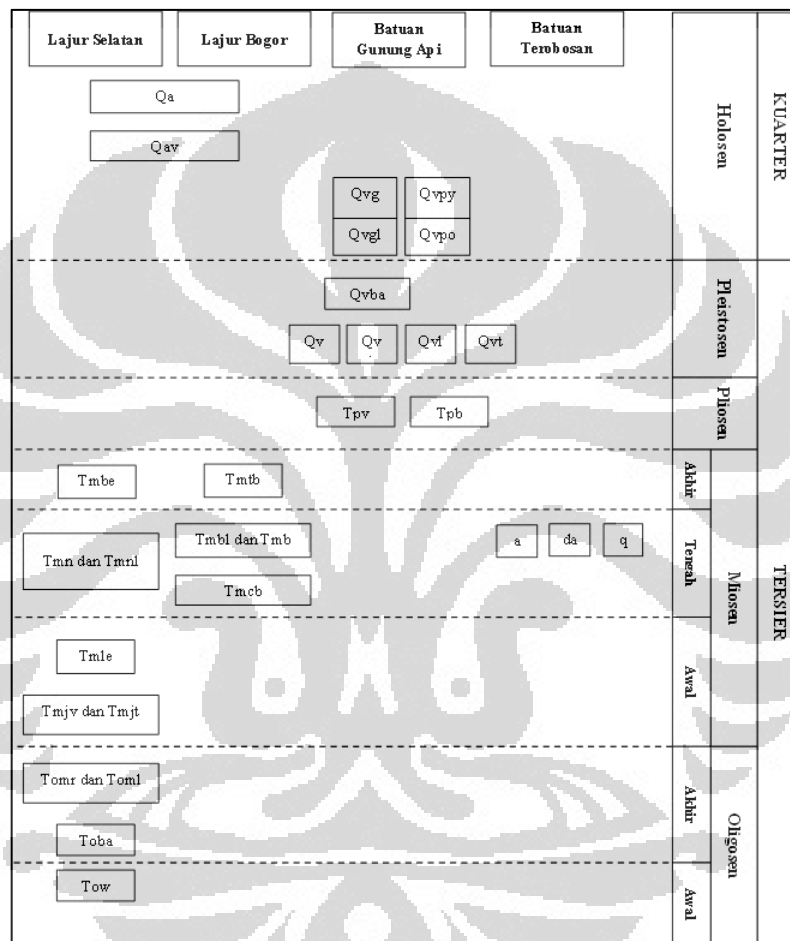 Lajur Selatan
Lajur Bogor
Batuan
Gunung Api
Batuan
Terobosan
Qa
Qav
Qvg
Qvpy
Qvgl
Qvpo
Holosen
KUARTER
Qvba
Qv
Qv
.
Qvl
Qvt
Pleistosen
Tpv
Tpb
Pliosen
Tmbe
Tmtb
Akhir
Tmn dan Tmnl
Tmbl dan Tmb
Tmcb
a
da
q
Tengah
Miosen
TERSIER
Tmle
Tmjv dan Tmjt
Awal
Tomr dan Toml
Toba
Akhir
Oligosen
Tow
Awal